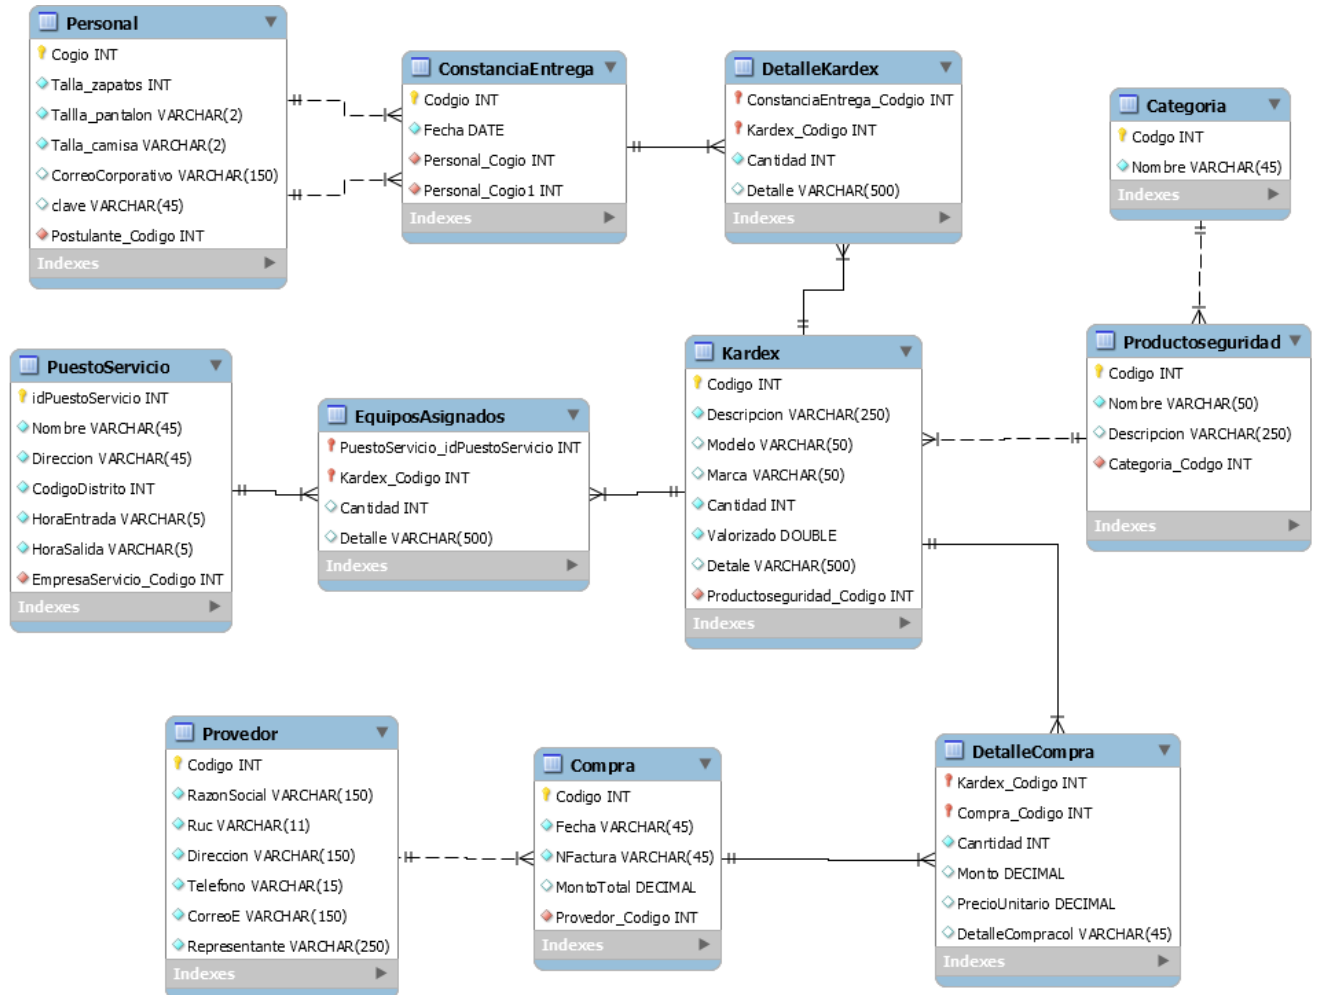 Personal
Cogio INT
Talla_zapatos INT
Tallla_pantalon VARCHAR(2)
Talla_camisa VARCHAR(2)
CorreoCorporativo VARCHAR(150)
clave VARCHAR(45)
Postulante_Codigo INT
Indexes
ConstanciaEntrega
Codgio INT
Fecha DATE
Personal_Cogio INT
Personal_Cogio1 INT
Indexes
DetalleKardex
ConstanciaEntrega_Codgio INT
Kardex_Codigo INT
Cantidad INT
Detalle VARCHAR(500)
Indexes
Categoria
Codgo INT
Nombre VARCHAR(45)
Indexes
PuestoServicio
idPuestoServicio INT
Nombre VARCHAR(45)
Direccion VARCHAR(45)
CodigoDistrito INT
HoraEntrada VARCHAR(5)
HoraSalida VARCHAR(5)
EmpresaServicio_Codigo INT
Indexes
EquiposAsignados
PuestoServicio_idPuestoServicio INT
Kardex_Codigo INT
Cantidad INT
Detalle VARCHAR(500)
Indexes
Kardex
Codigo INT
Descripcion VARCHAR(250)
Modelo VARCHAR(50)
Marca VARCHAR(50)
Cantidad INT
Valorizado DOUBLE
Detale VARCHAR(500)
Productoseguridad_Codigo INT
Indexes
Productoseguridad
Codigo INT
Nombre VARCHAR(50)
Descripcion VARCHAR(250)
Categoria_Codgo INT
Indexes
Provedor
Codigo INT
RazonSocial VARCHAR(150)
Ruc VARCHAR(11)
Direccion VARCHAR(150)
Telefono VARCHAR(15)
CorreoE VARCHAR(150)
Representante VARCHAR(250)
Indexes
Compra
Codigo INT
Fecha VARCHAR(45)
NFactura VARCHAR(45)
MontoTotal DECIMAL
Provedor_Codigo INT
Indexes
DetalleCompra
Kardex_Codigo INT
Compra_Codigo INT
Canrtidad INT
Monto DECIMAL
PrecioUnitario DECIMAL
DetalleCompracol VARCHAR(45)
Indexes